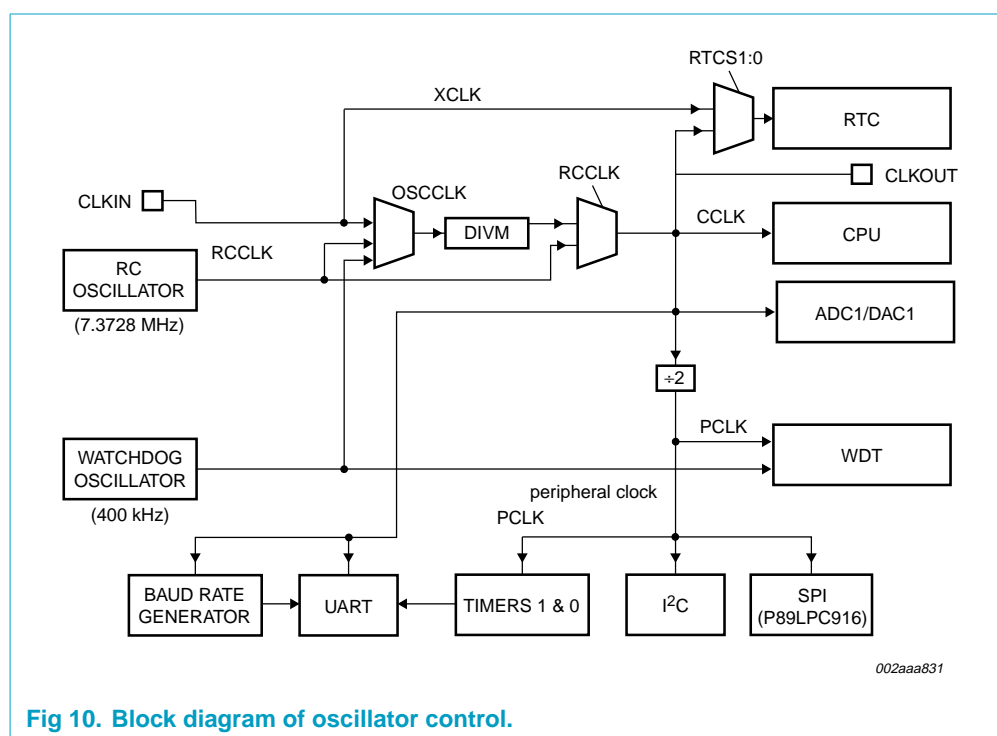 RTCS1:0
XCLK
RTC
CLKIN
OSCCLK
RCCLK
CLKOUT
DIVM
CCLK
CPU
RCCLK
RC
OSCILLATOR
(7.3728 MHz)
ADC1/DAC1
÷2
PCLK
WDT
WATCHDOG
OSCILLATOR
(400 kHz)
peripheral clock
PCLK
BAUD RATE
GENERATOR
UART
TIMERS 1 & 0
I²C
SPI
(P89LPC916)
002aaa831
Fig 10. Block diagram of oscillator control.